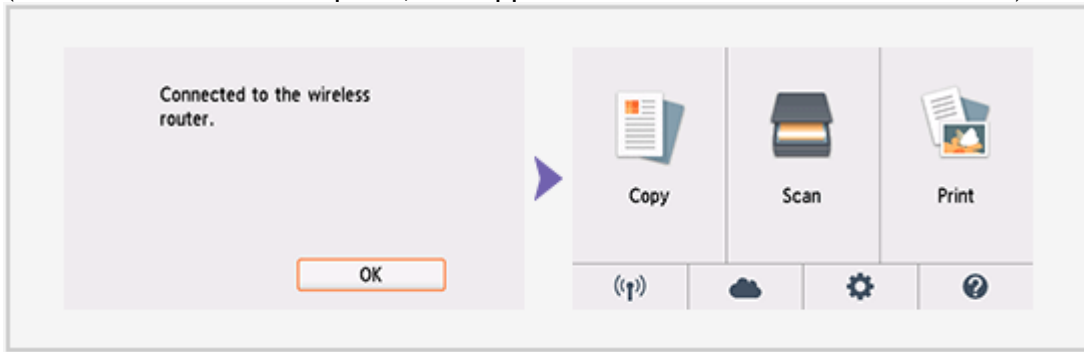 Connected to the wireless
router.
OK
Copy
Scan
Print